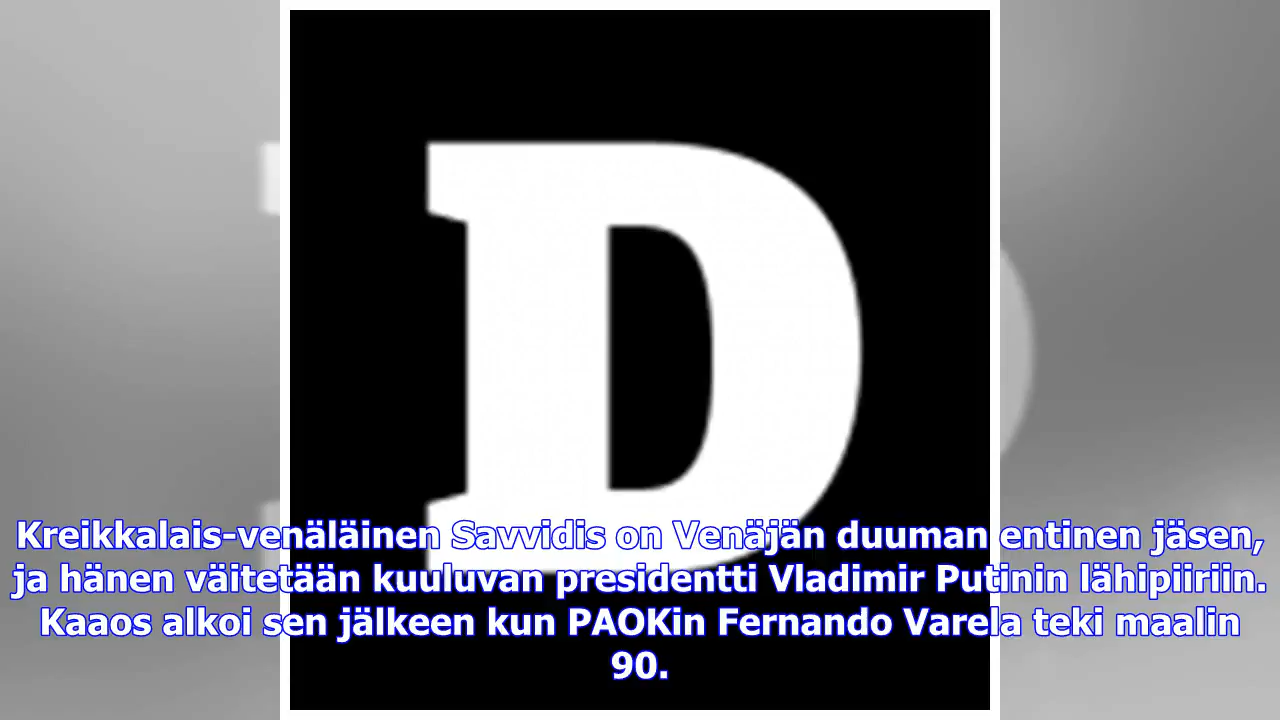 D
Kreikkalais-venäläinen Savvidis on Venäjän duuman entinen jäsen,
ja hänen väitetään kuuluvan presidentti Vladimir Putinin lähipiiriin.
Kaaos alkoi sen jälkeen kun PAOKin Fernando Varela teki maalin
90.